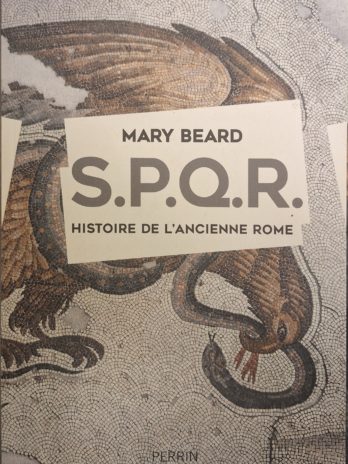 MARY BEARD
S.P.Q.R.
HISTOIRE DE L'ANCIENNE ROME
PERRIN